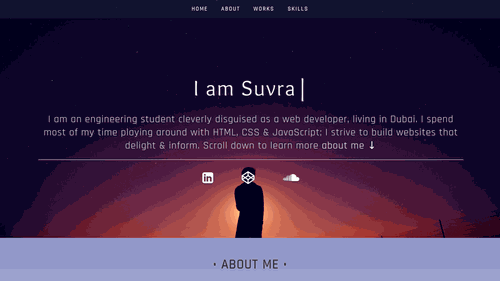 HOME ABOUT WORKS SKILLS
I am Suvra
I am an engineering student cleverly disguised as a web developer, living in Dubai. I spend
most of my time playing around with HTML, CSS & JavaScript; I strive to build websites that
delight & inform. Scroll down to learn more about me ↓
in
· ABOUT ME ·